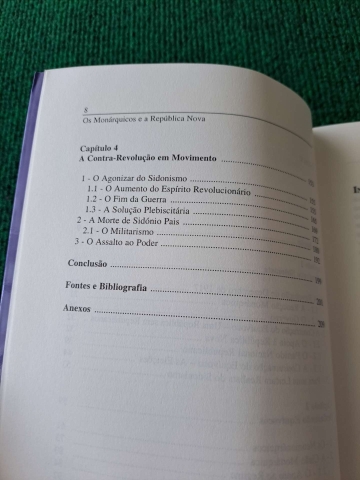 8
Os Monárquicos e a República Nova
Capítulo 4
A Contra-Revolução em Movimento
1 - O Agonizar do Sidonismo
1.1 - O Aumento do Espírito Revolucionário
1.2 - O Fim da Guerra
1.3 - A Solução Plebiscitária
2 - A Morte de Sidónio Pais
2.1 - O Militarismo
3 - O Assalto ao Poder
Conclusão
Fontes e Bibliografia
Anexos